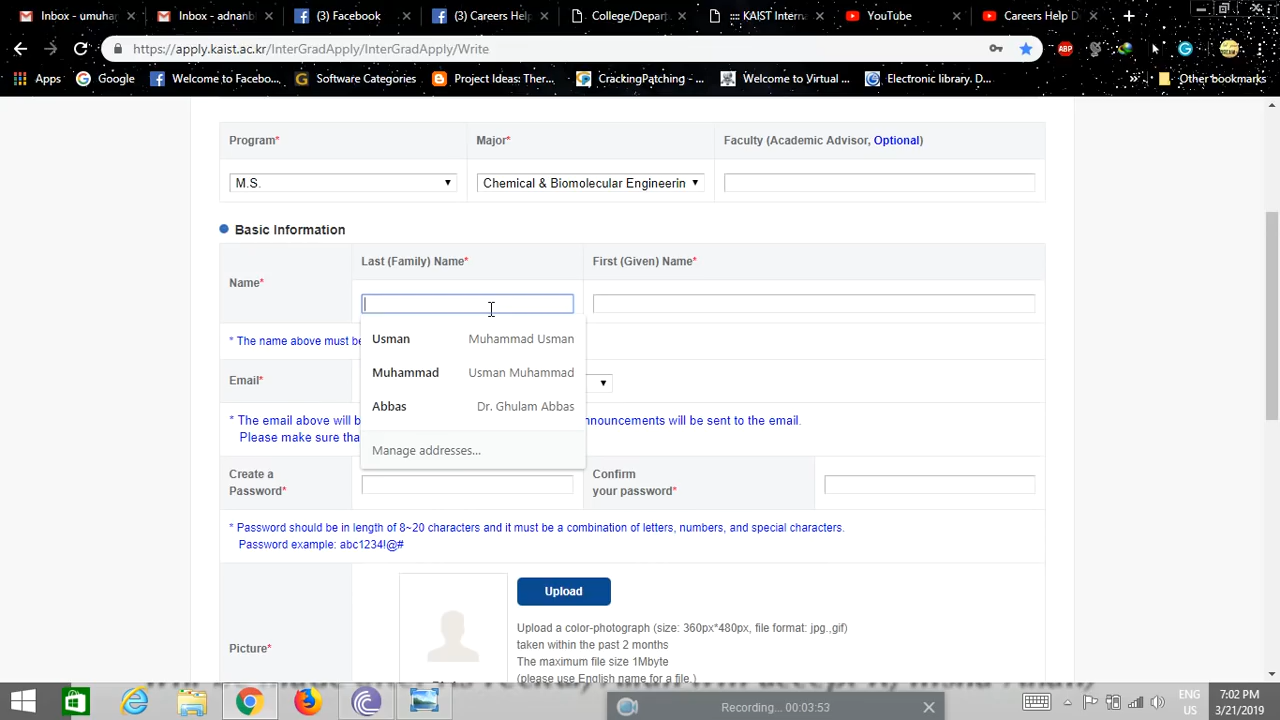 Inbox - umuha
Inbox - adnanb
(3) Facebook
(3) Careers Help
College/Depar
::: KAIST Intern
YouTube
Careers Help D
https://apply.kaist.ac.kr/InterGradApply/InterGradApply/Write
ABP
Apps
Google
Welcome to Facebo...
Software Categories
Project Ideas: Ther...
CrackingPatching - ...
Welcome to Virtual ...
Electronic library. D...
Other bookmarks
Program*
Major*
Faculty (Academic Advisor, Optional)
M.S.
Chemical & Biomolecular Engineerin
Basic Information
Name*
Last (Family) Name*
First (Given) Name*
Usman Muhammad Usman
Muhammad Usman Muhammad
Abbas Dr. Ghulam Abbas
Manage addresses...
* The name above must be
Email*
* The email above will b
nnouncements will be sent to the email.
Please make sure tha
Create a
Password*
Confirm
your password*
* Password should be in length of 8~20 characters and it must be a combination of letters, numbers, and special characters.
Password example: abc1234!@#
Picture*
Upload
Upload a color-photograph (size: 360px*480px, file format: jpg.,gif)
taken within the past 2 months
The maximum file size 1Mbyte
(please use English name for a file.)
Recording... 00:03:53
ENG
US
7:02 PM
3/21/2019